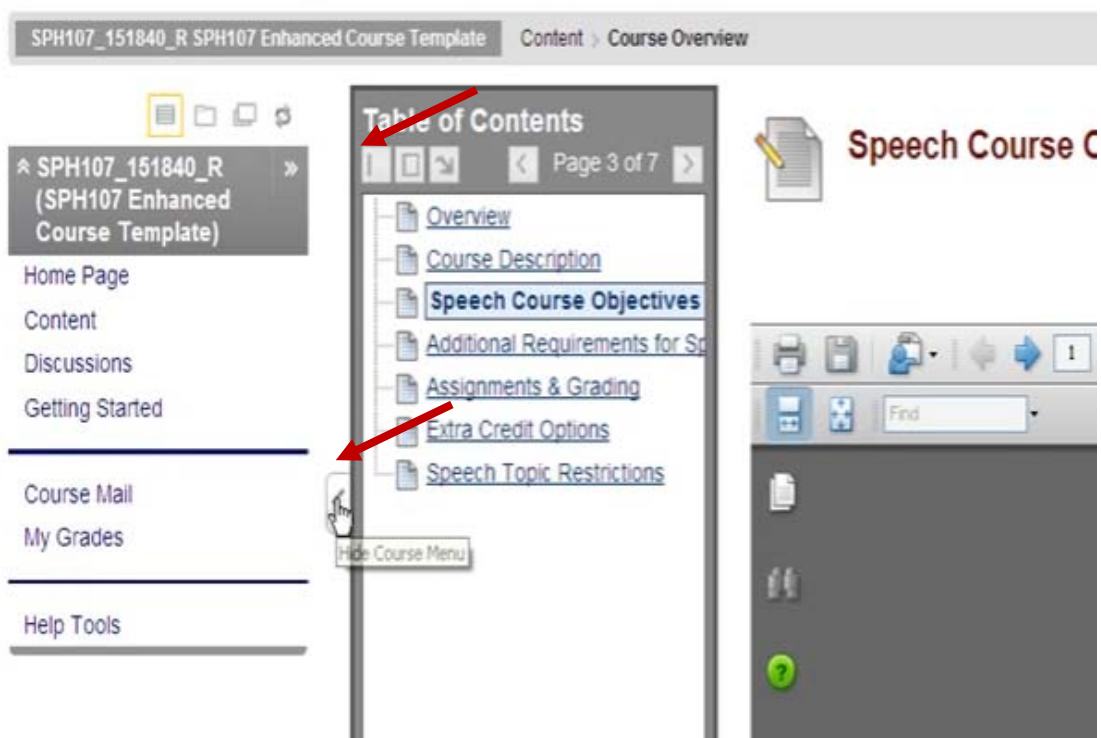 SPH107_151840_R SPH107 Enhanced Course Template Content > Course Overview
SPH107_151840_R
(SPH107 Enhanced
Course Template)
Home Page
Content
Discussions
Getting Started
Course Mail
My Grades
Help Tools
Table of Contents
Page 3 of 7
Overview
Course Description
Speech Course Objectives
Additional Requirements for Sp
Assignments & Grading
Extra Credit Options
Speech Topic Restrictions
Hide Course Menu
Speech Course
1
Find
?